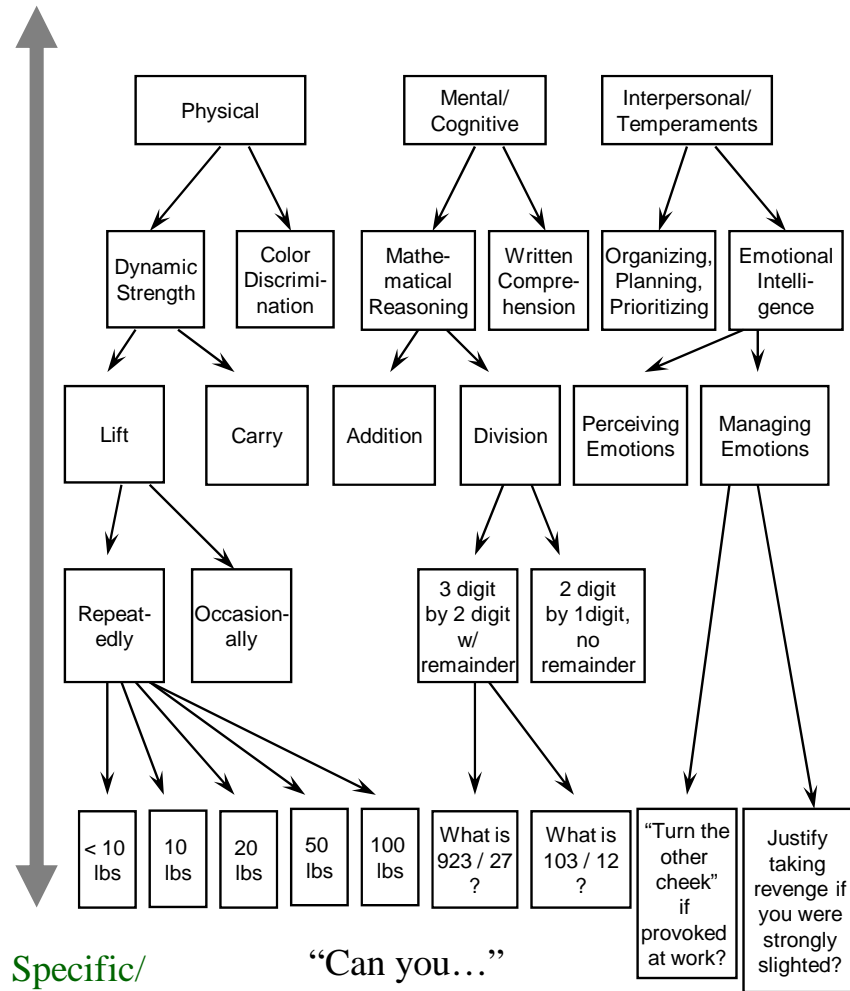 Physical
Mental/
Cognitive
Interpersonal/
Temperaments
Dynamic
Strength
Color
Discrimi-
nation
Mathe-
matical
Reasoning
Written
Compre-
hension
Organizing,
Planning,
Prioritizing
Emotional
Intelli-
gence
Lift
Carry
Addition
Division
Perceiving
Emotions
Managing
Emotions
Repeat-
edly
Occasion-
ally
3 digit
by 2 digit
w/
remainder
2 digit
by 1digit,
no
remainder
< 10
lbs
10
lbs
20
lbs
50
lbs
100
lbs
What is
923 / 27
?
What is
103 / 12
?
“Turn the
other
cheek”
if
provoked
at work?
Justify
taking
revenge if
you were
strongly
slighted?
Specific/
“Can you…”